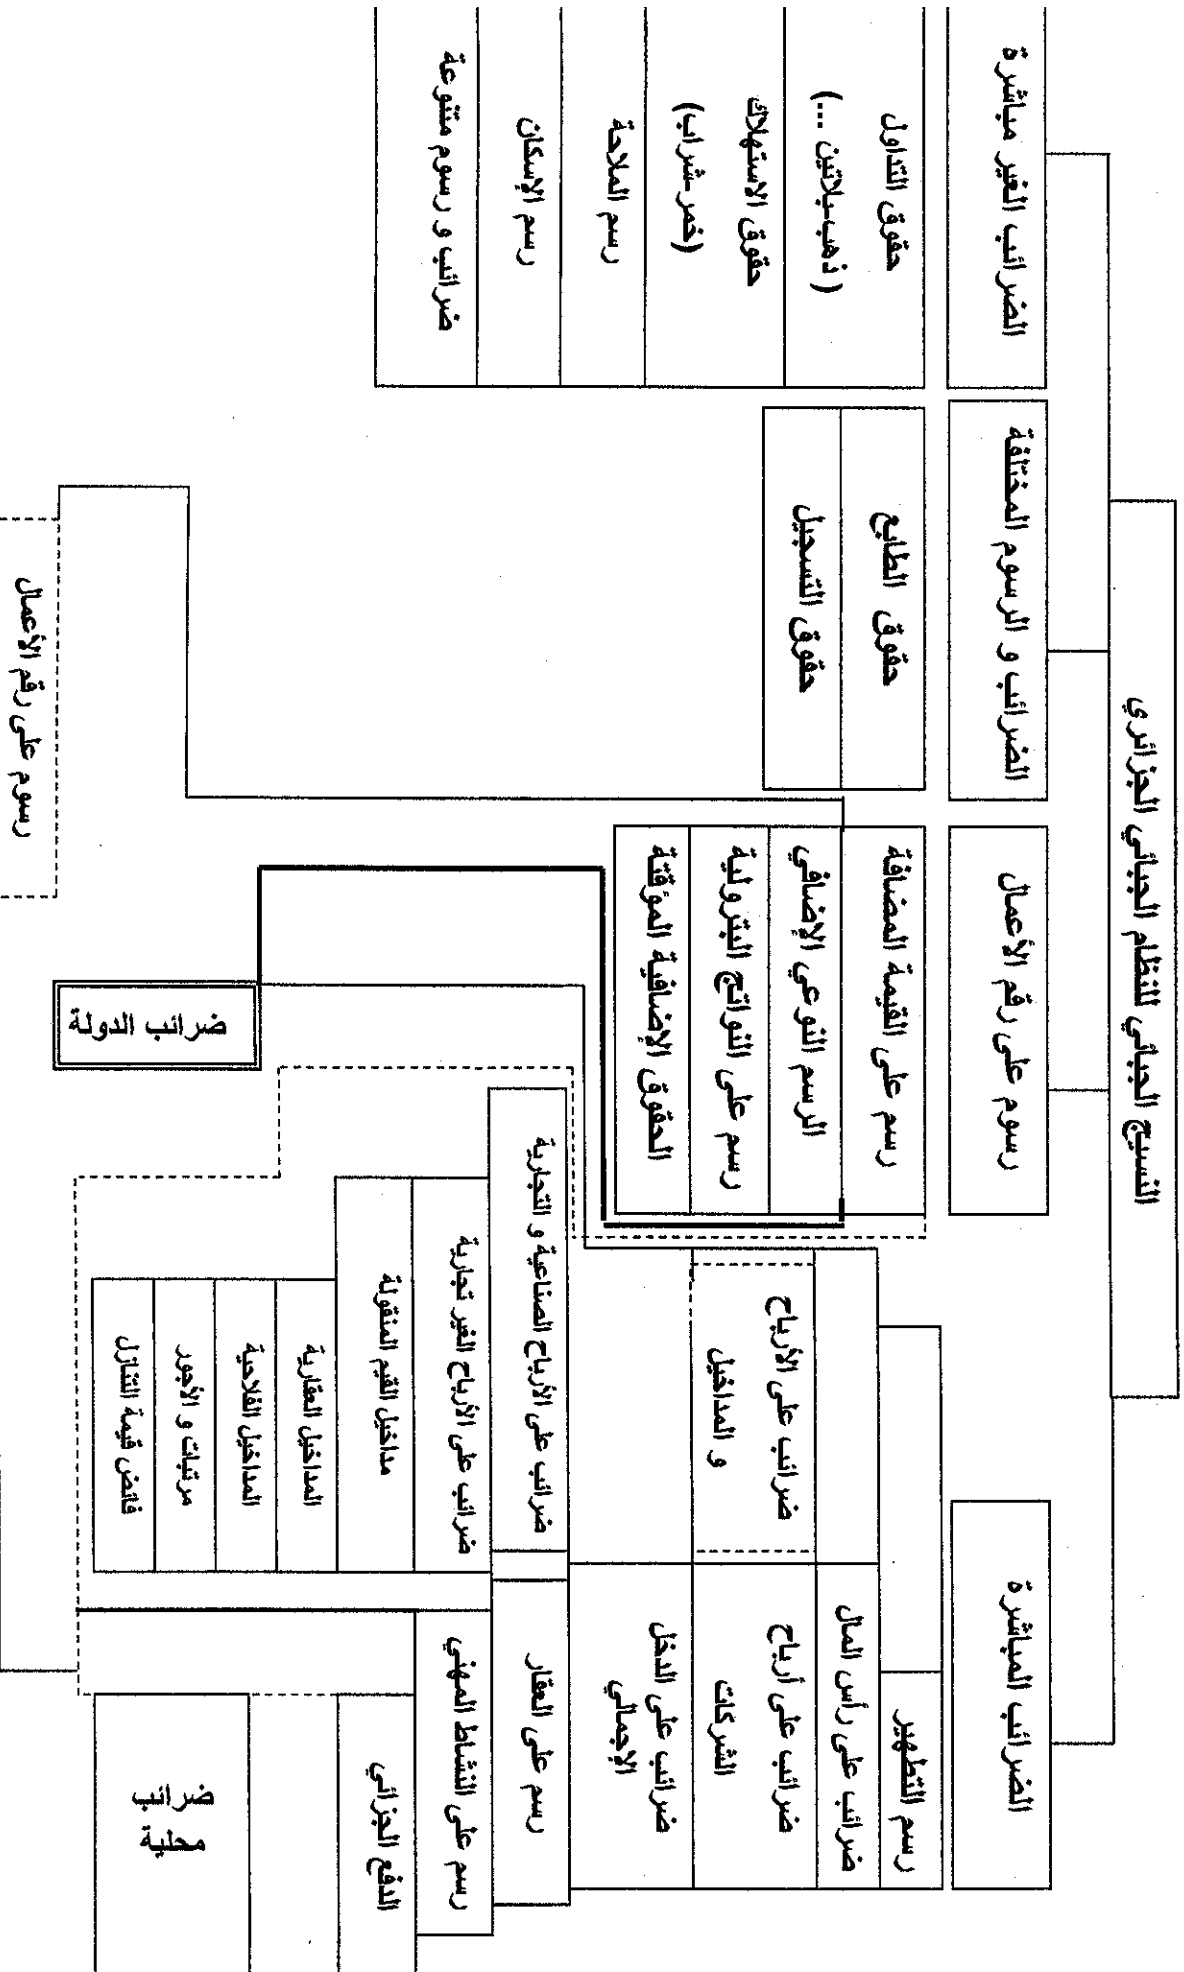 النسيج الجبائي للنظام الجبائي الجزائري
الضرائب المباشرة
رسوم على رقم الأعمال
الضرائب و الرسوم المختلفة
الضرائب الغير مباشرة
رسم التطهير
ضرائب على رأس المال
ضرائب على أرباح
الشركات
ضرائب على الدخل
الإجمالي
رسم على العقار
رسم على النشاط المهني
الدفع الجزائي
ضرائب
محلية
ضرائب على الأرباح
و المداخيل
ضرائب على الأرباح الصناعية و التجارية
ضرائب على الأرباح الغير تجارية
مداخيل القيم المنقولة
المداخيل العقارية
المداخيل الفلاحية
مرتبات و الأجور
فائض قيمة التنازل
رسم على القيمة المضافة
الرسم النوعي الإضافي
رسم على النواتج البترولية
الحقوق الإضافية المؤقتة
ضرائب الدولة
حقوق الطابع
حقوق التسجيل
رسوم على رقم الأعمال
حقوق التداول
(ذهب-بلاتين ...)
حقوق الاستهلاك
(خمر-شراب)
رسم الملاحة
رسم الإسكان
ضرائب و رسوم متنوعة